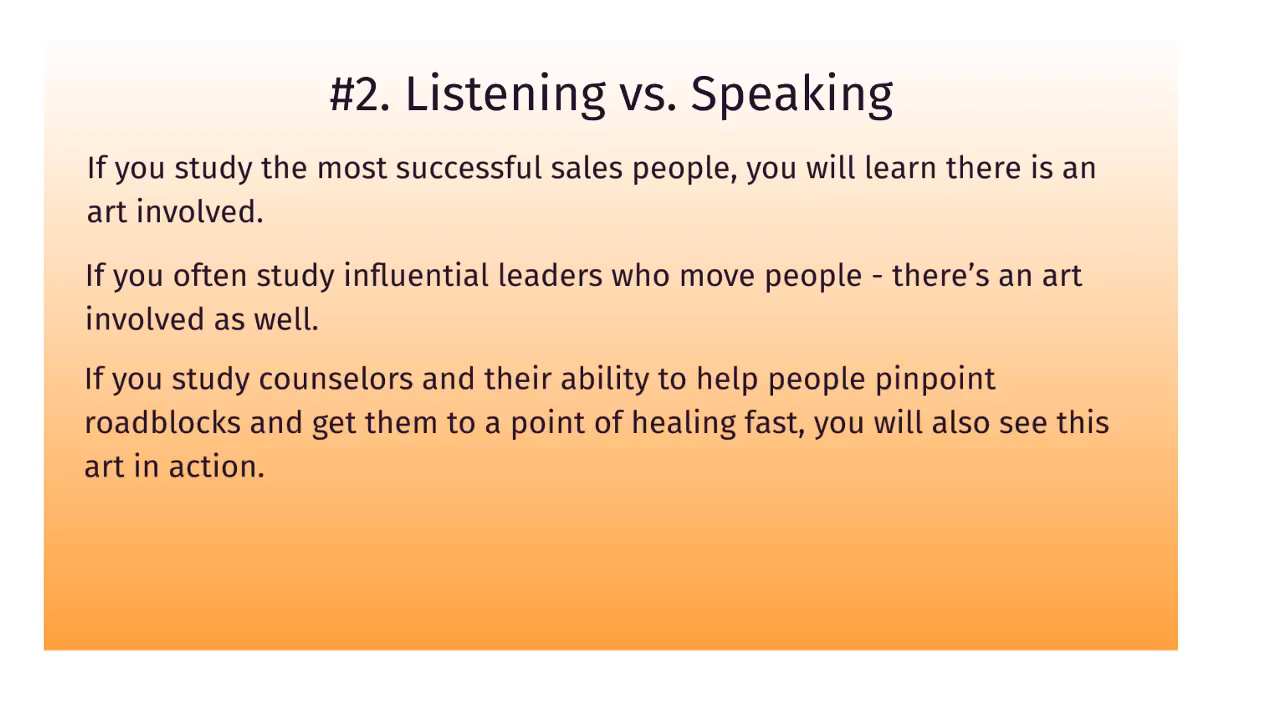 #2. Listening vs. Speaking
If you study the most successful sales people, you will learn there is an
art involved.
If you often study influential leaders who move people - there’s an art
involved as well.
If you study counselors and their ability to help people pinpoint
roadblocks and get them to a point of healing fast, you will also see this
art in action.